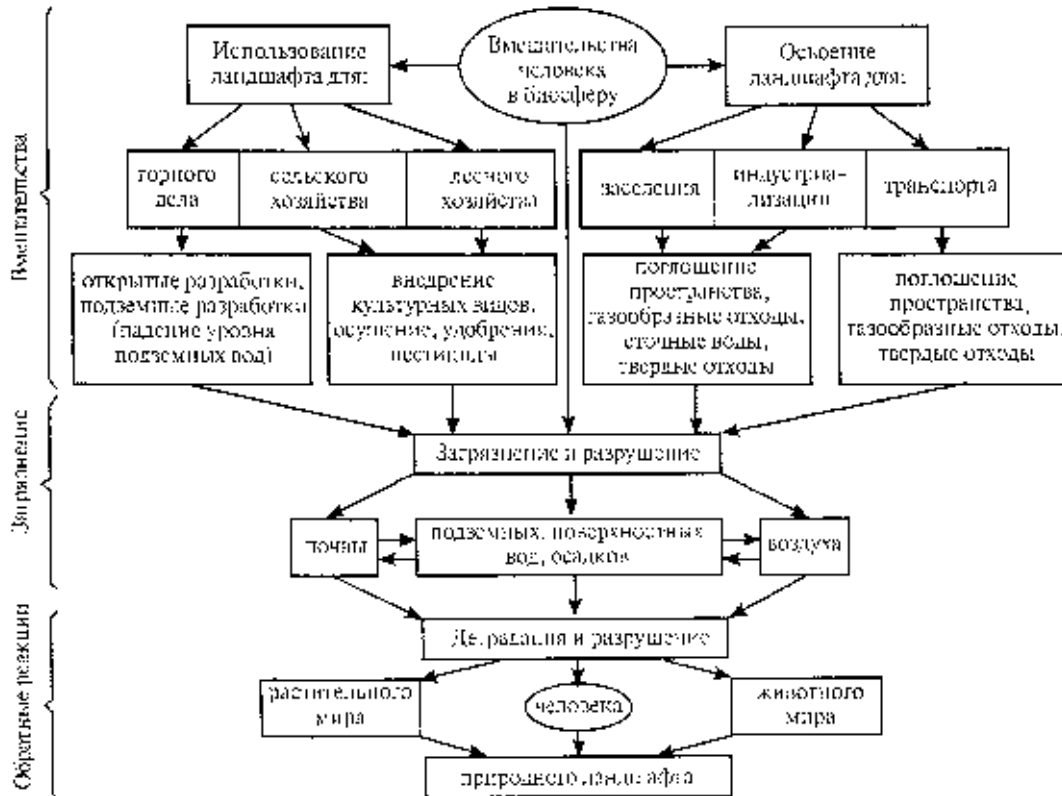 Использование
ландшафта для:
Вмешательства
человека
в биосферу
Освоение
ландшафта для:
горного
дела
сельского
хозяйства
лесного
хозяйства
заселения
индустриа-
лизации
транспорта
открытые разработки,
подземные разработки
(падение уровня
подземных вод)
внедрение
культурных видов,
осушение, удобрения,
пестициды
поглощение
пространства,
газообразные отходы,
сточные воды,
твердые отходы
поглощение
пространства,
газообразные отходы,
твердые отходы
Вмешательства
Загрязнение и разрушение
почвы
подземных, поверхностных
вод, осадков
воздуха
Загрязнение
Деградация и разрушение
растительного
мира
человека
животного
мира
природного ландшафта
Обратные реакции